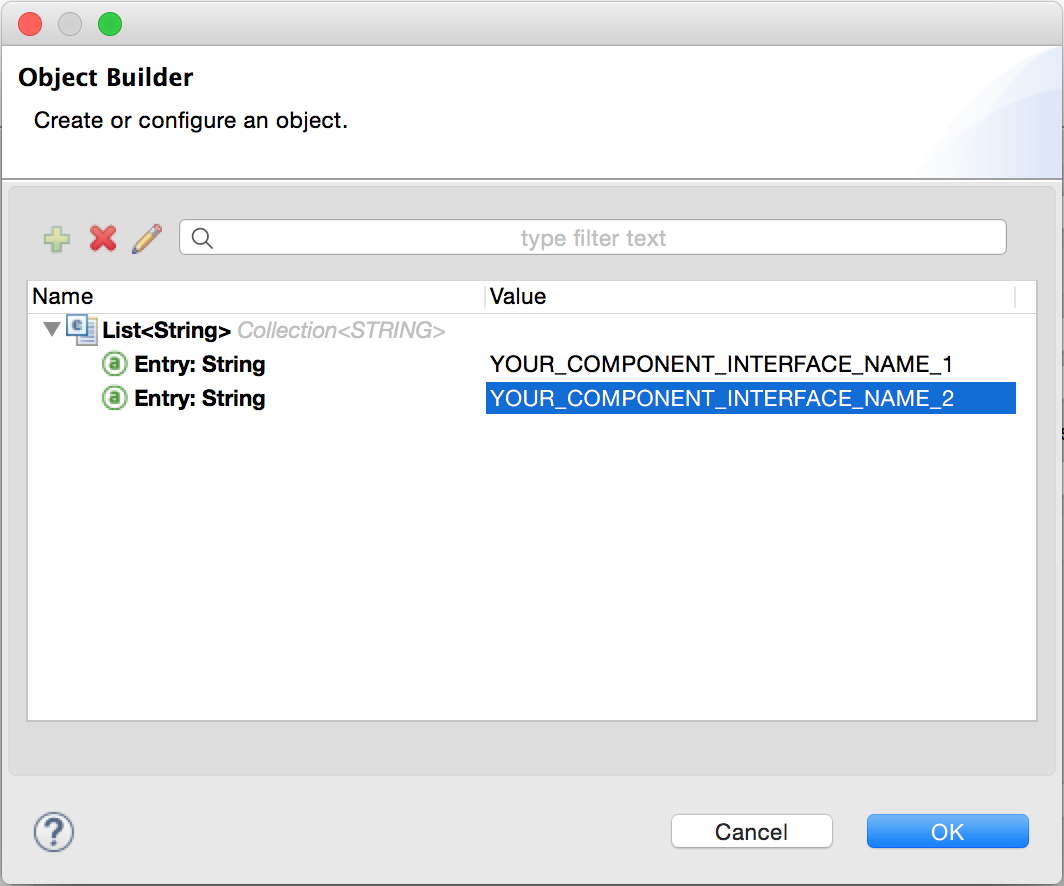 Object Builder
Create or configure an object.
type filter text
Name Value
List<String> Collection<STRING>
Entry: String YOUR_COMPONENT_INTERFACE_NAME_1
Entry: String YOUR_COMPONENT_INTERFACE_NAME_2
Cancel OK